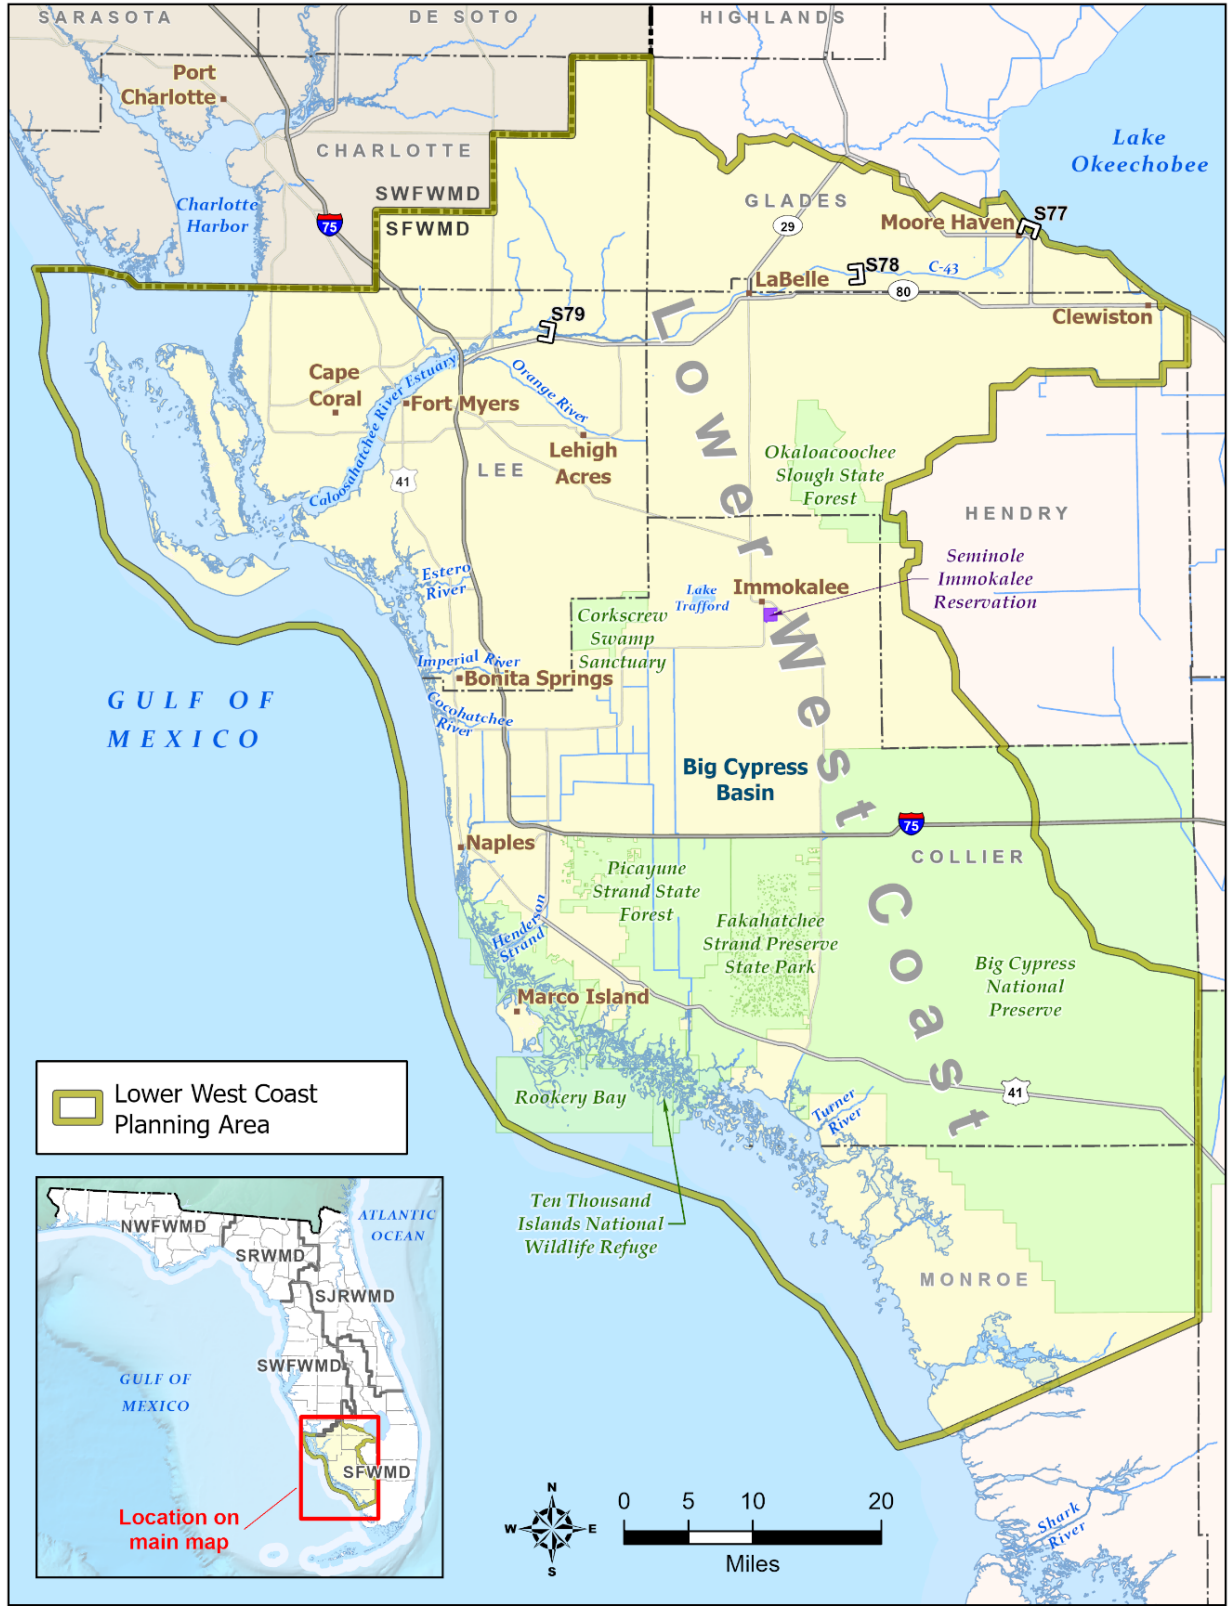 SARASOTA
DE SOTO
HIGHLANDS
Port
Charlotte
Lake
Okeechobee
CHARLOTTE
SWFWMD
SFWMD
Charlotte
Harbor
75
GLADES
29
Moore Haven
S77
S78
C-43
LaBelle
80
Clewiston
S79
Cape
Coral
Fort Myers
Caloosahatchee River Estuary
Orange River
Lehigh
Acres
LEE
41
Lower West Coast
Okaloacoochee
Slough State
Forest
HENDRY
Seminole
Immokalee
Reservation
Immokalee
Lake
Trafford
Estero
River
Corkscrew
Swamp
Sanctuary
Imperial River
Bonita Springs
Cocohatchee
River
GULF OF
MEXICO
Big Cypress
Basin
75
Naples
COLLIER
Picayune
Strand State
Forest
Henderson
Strand
Fakahatchee
Strand Preserve
State Park
Big Cypress
National
Preserve
Marco Island
41
Rookery Bay
Turner
River
Lower West Coast
Planning Area
Ten Thousand
Islands National
Wildlife Refuge
MONROE
NWFWMD
ATLANTIC
OCEAN
SRWMD
SJRWMD
SWFWMD
GULF OF
MEXICO
SFWMD
Location on
main map
N
W
E
S
0 5 10 20
Miles
Shark
River